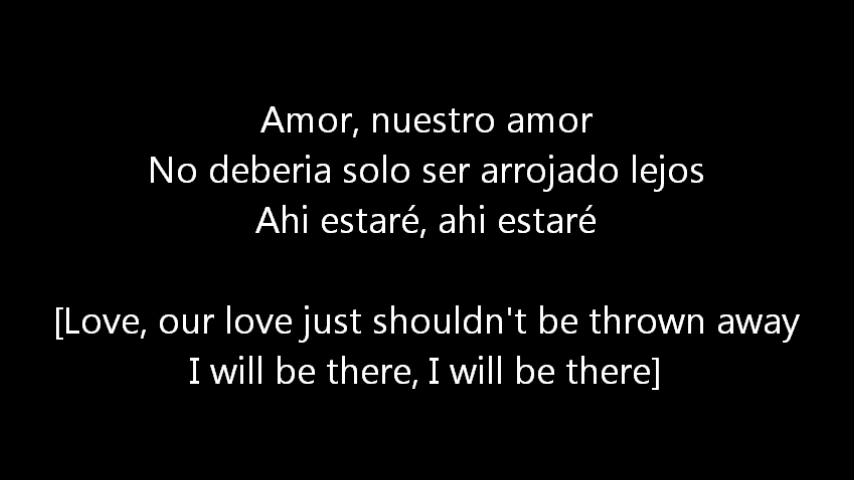 Amor, nuestro amor
No deberia solo ser arrojado lejos
Ahi estaré, ahi estaré
[Love, our love just shouldn't be thrown away
I will be there, I will be there]